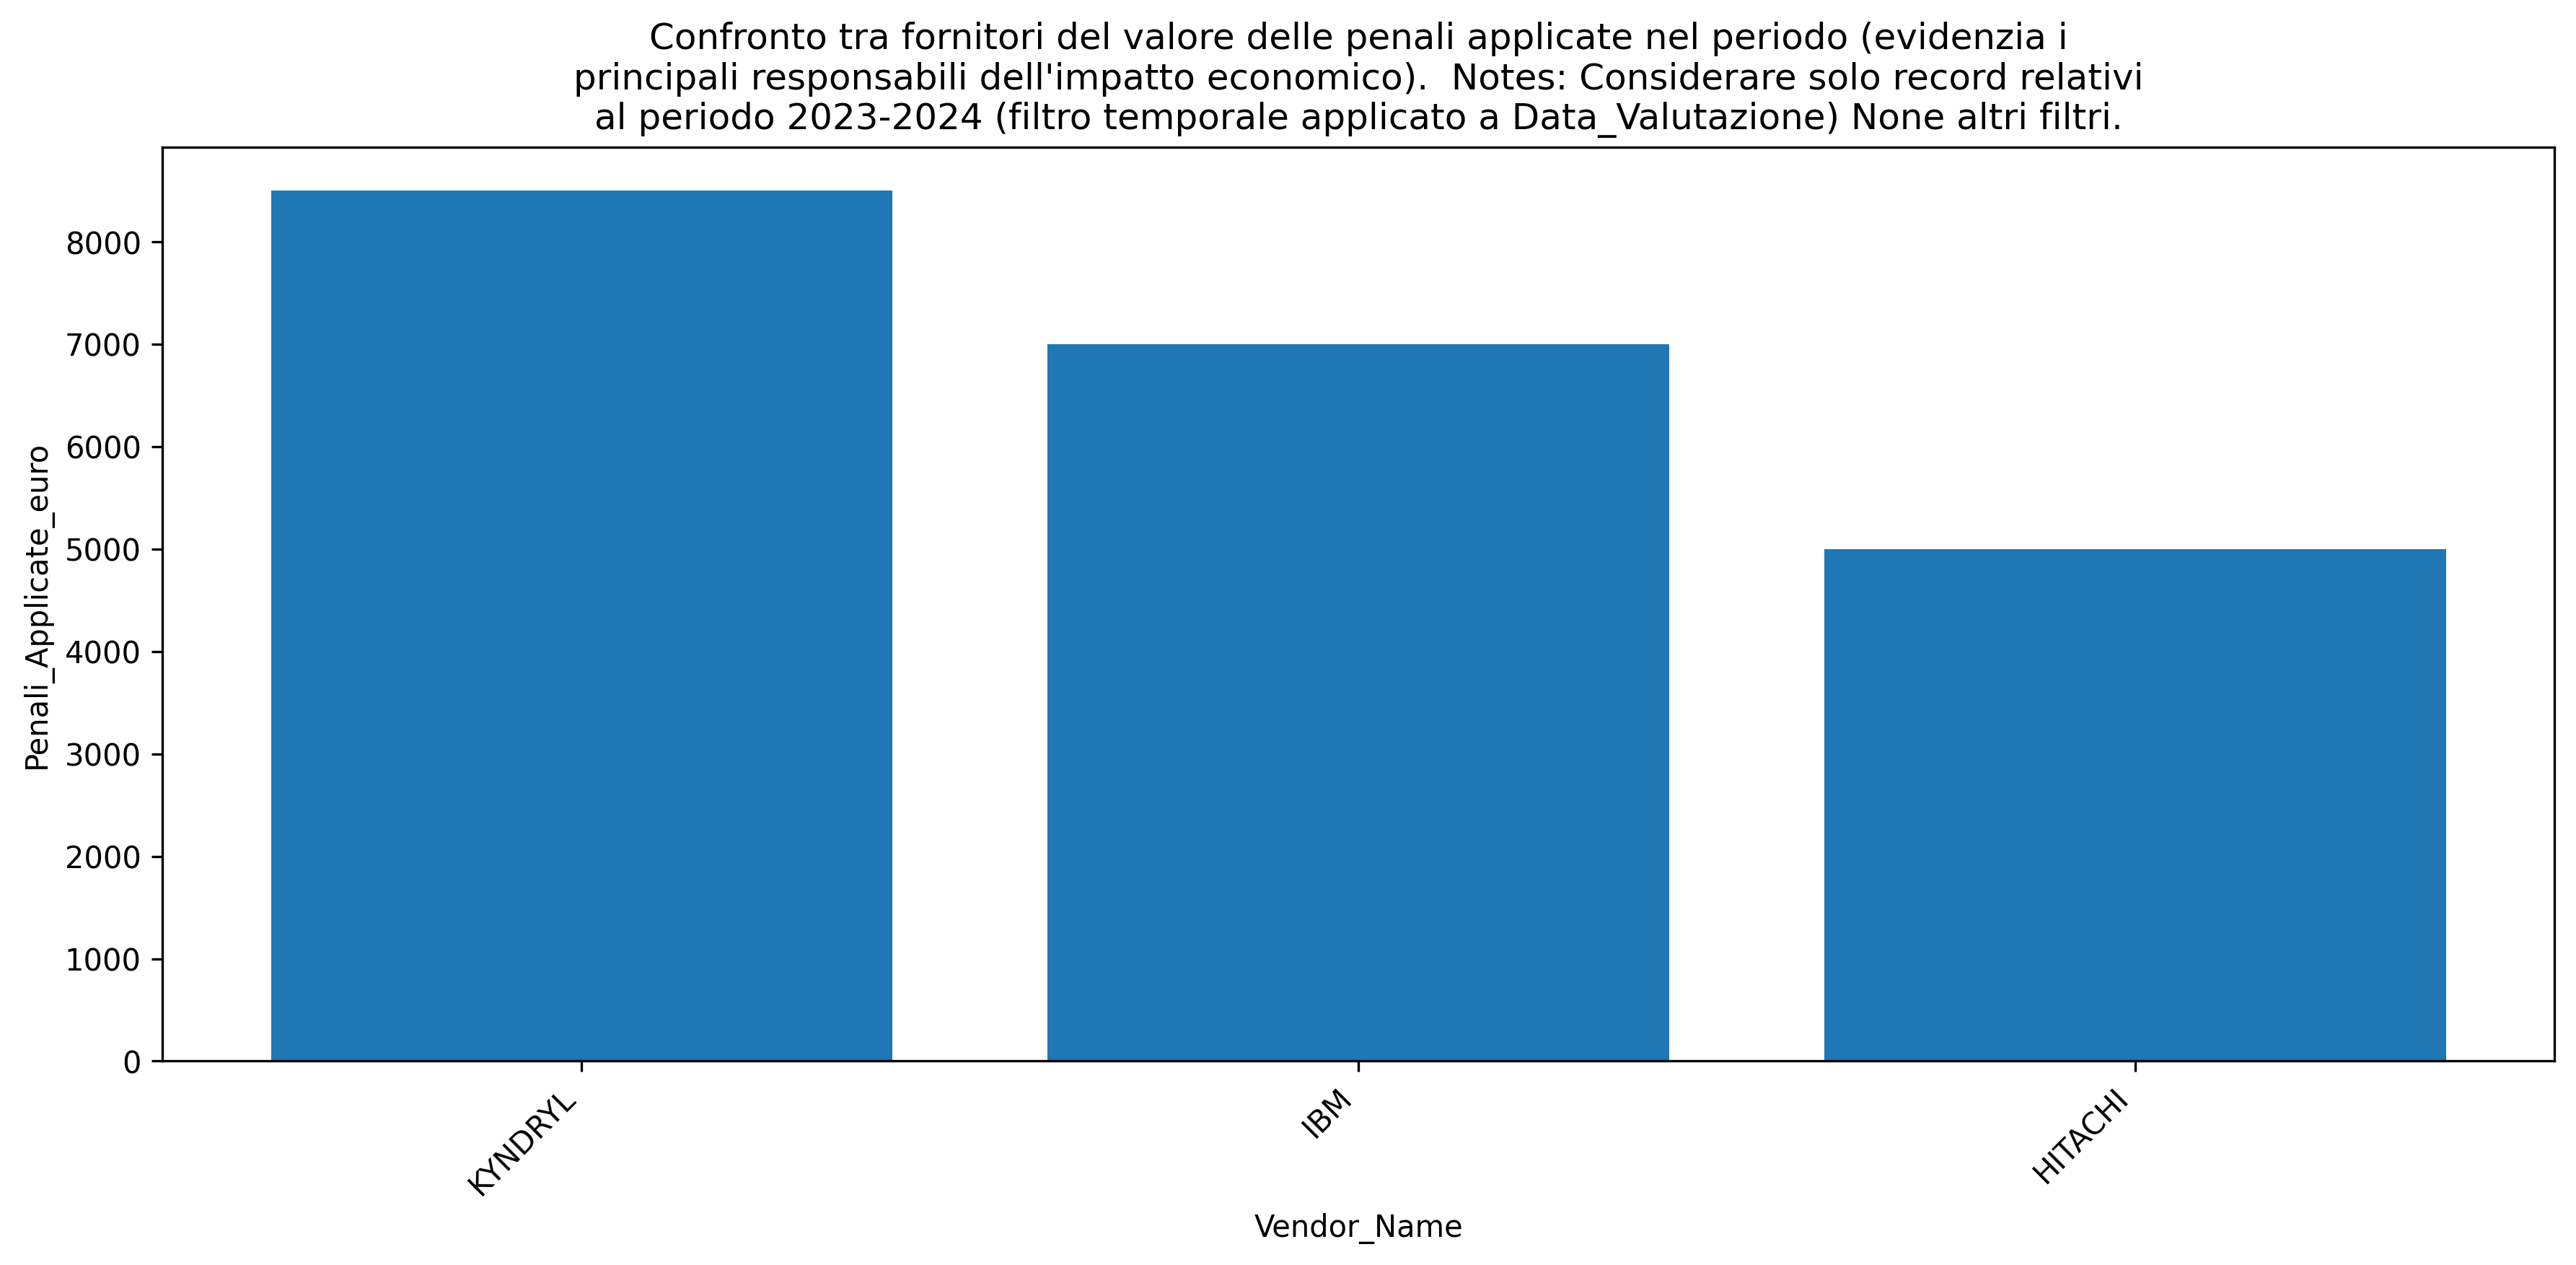 Confronto tra fornitori del valore delle penali applicate nel periodo (evidenzia i
principali responsabili dell'impatto economico).  Notes: Considerare solo record relativi
al periodo 2023-2024 (filtro temporale applicato a Data_Valutazione) None altri filtri.
Penali_Applicate_euro
8000
7000
6000
5000
4000
3000
2000
1000
0
KYNDRYL
IBM
HITACHI
Vendor_Name